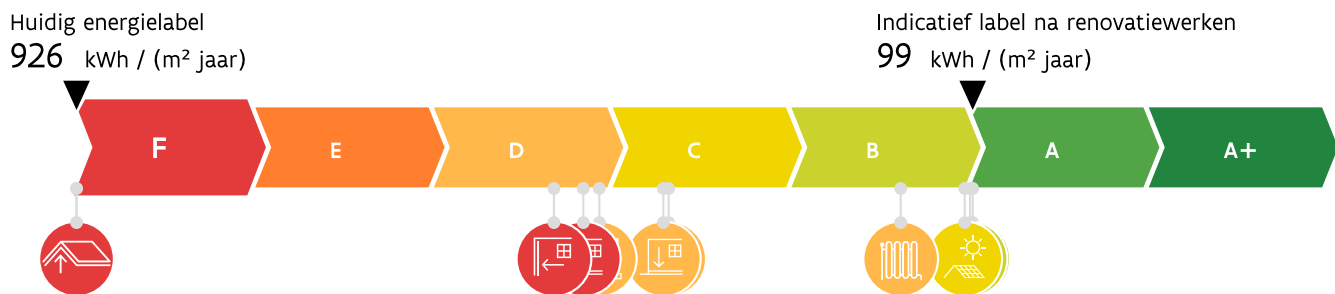 Huidig energielabel
926 kWh / (m² jaar)
Indicatief label na renovatiewerken
99 kWh / (m² jaar)
F E D C B A A+